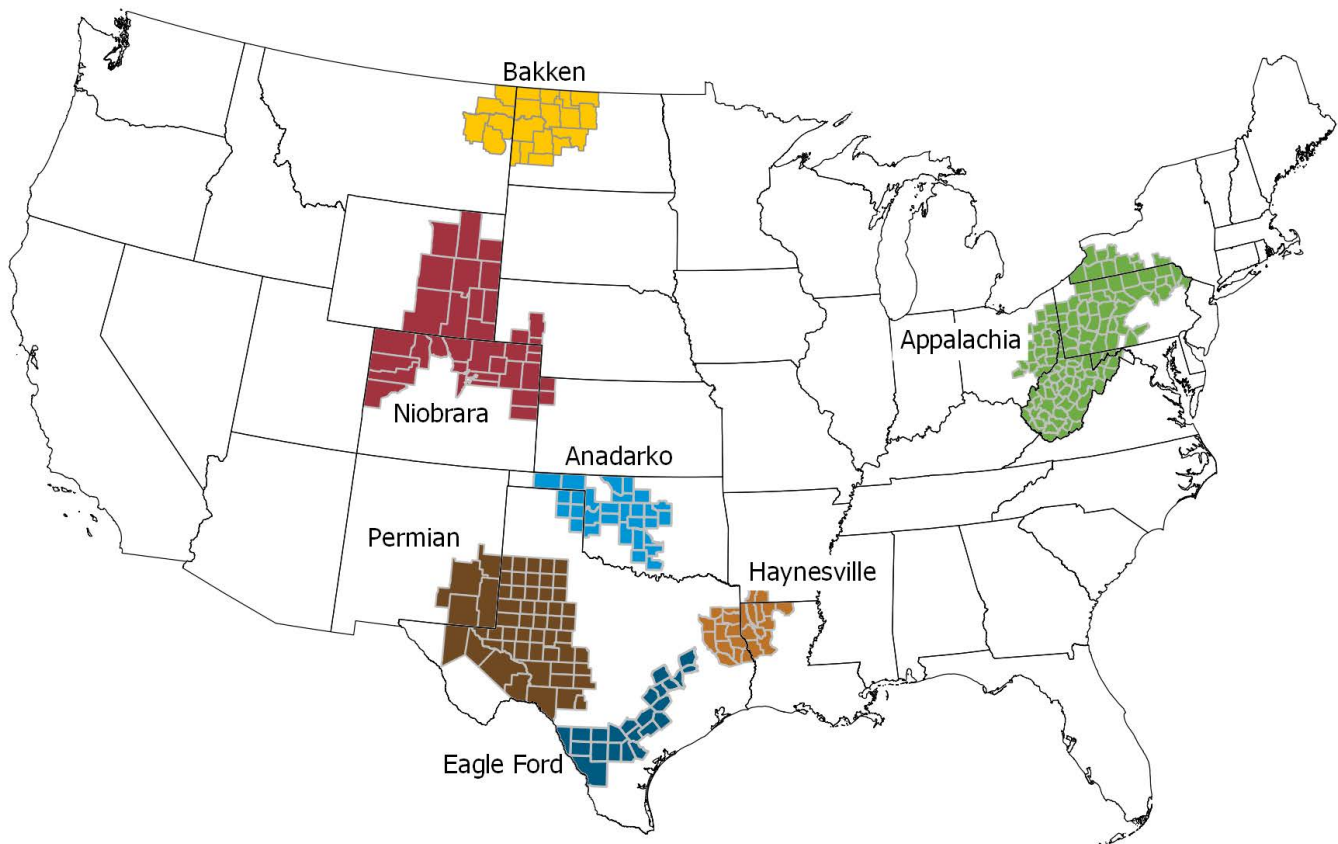 Bakken
Appalachia
Niobrara
Anadarko
Permian
Haynesville
Eagle Ford